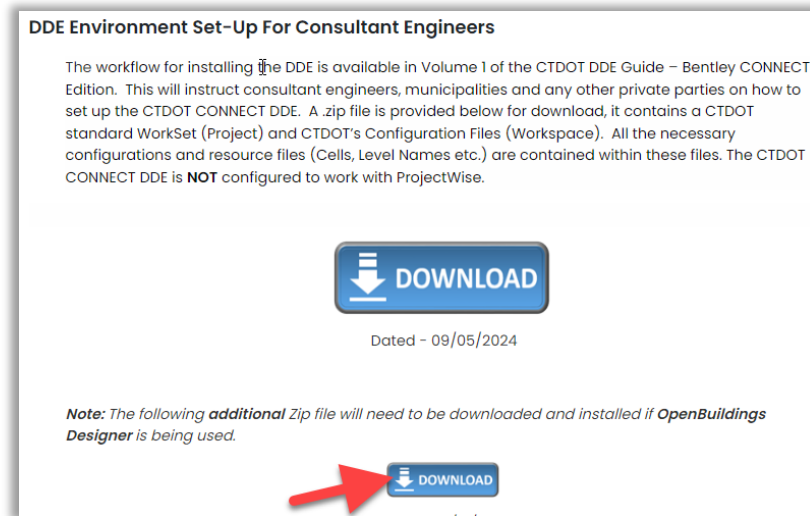 DDE Environment Set-Up For Consultant Engineers
The workflow for installing the DDE is available in Volume 1 of the CTDOT DDE Guide – Bentley CONNECT
Edition. This will instruct consultant engineers, municipalities and any other private parties on how to
set up the CTDOT CONNECT DDE. A .zip file is provided below for download, it contains a CTDOT
standard WorkSet (Project) and CTDOT's Configuration Files (Workspace). All the necessary
configurations and resource files (Cells, Level Names etc.) are contained within these files. The CTDOT
CONNECT DDE is NOT configured to work with ProjectWise.
DOWNLOAD
Dated - 09/05/2024
Note: The following additional Zip file will need to be downloaded and installed if OpenBuildings
Designer is being used.
DOWNLOAD